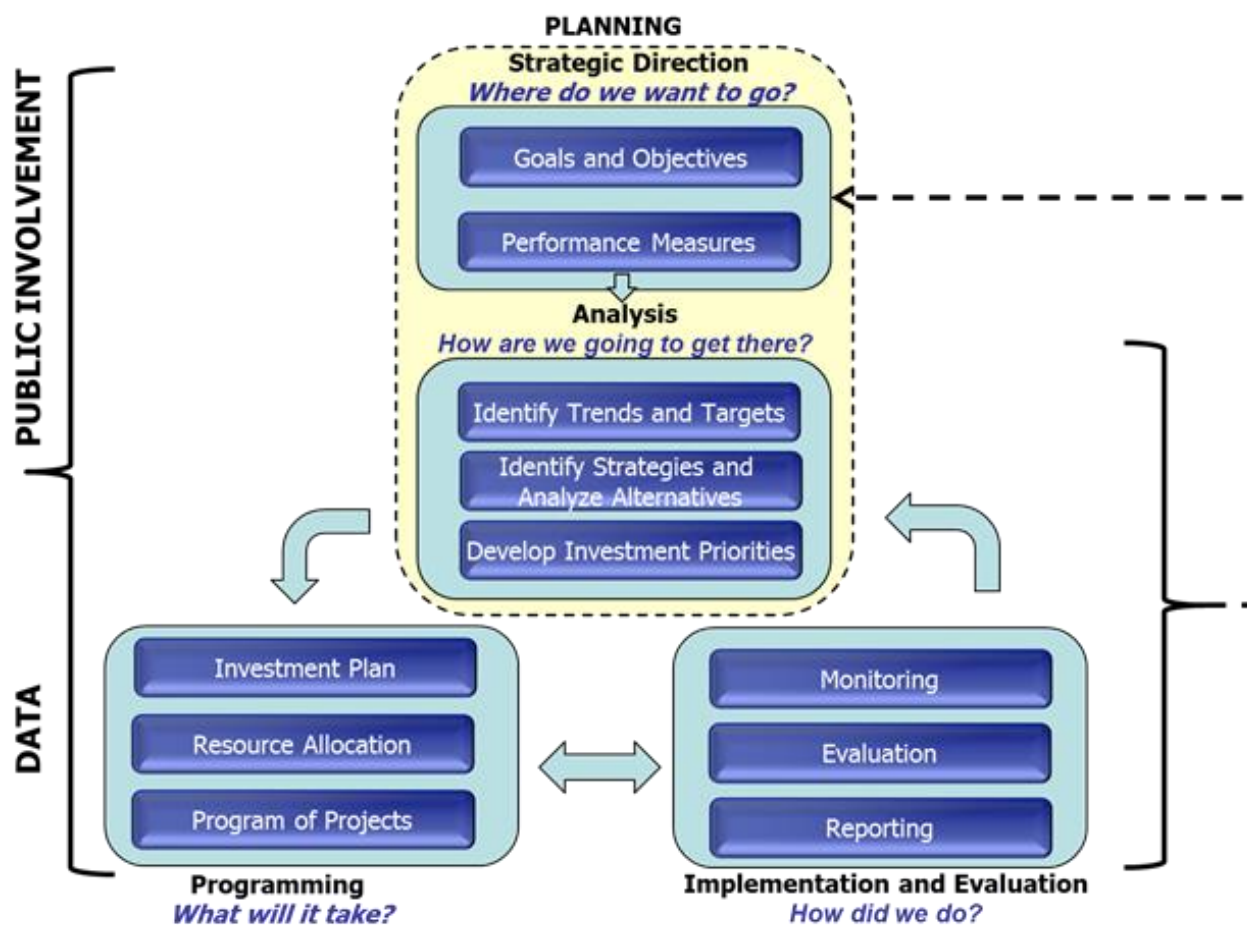 PLANNING
Strategic Direction
Where do we want to go?
Goals and Objectives
Performance Measures
Analysis
How are we going to get there?
Identify Trends and Targets
Identify Strategies and
Analyze Alternatives
Develop Investment Priorities
PUBLIC INVOLVEMENT
DATA
Investment Plan
Resource Allocation
Program of Projects
Programming
What will it take?
Monitoring
Evaluation
Reporting
Implementation and Evaluation
How did we do?